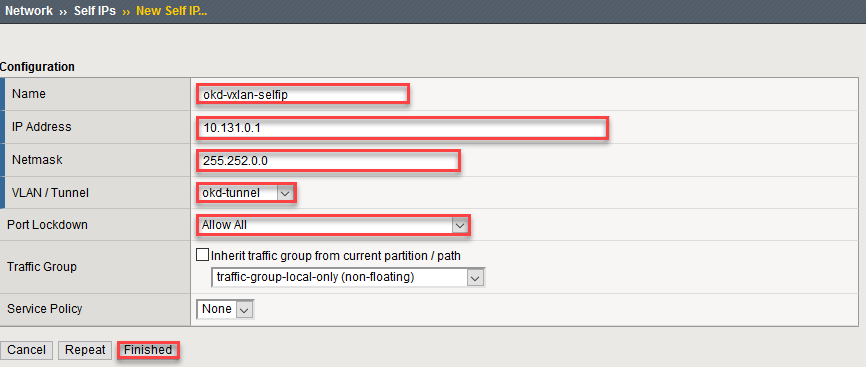 Network ›› Self IPs ›› New Self IP...
Configuration
Name okd-vxlan-selfip
IP Address 10.131.0.1
Netmask 255.252.0.0
VLAN / Tunnel okd-tunnel
Port Lockdown Allow All
Inherit traffic group from current partition / path
Traffic Group
traffic-group-local-only (non-floating)
Service Policy None
Cancel Repeat Finished